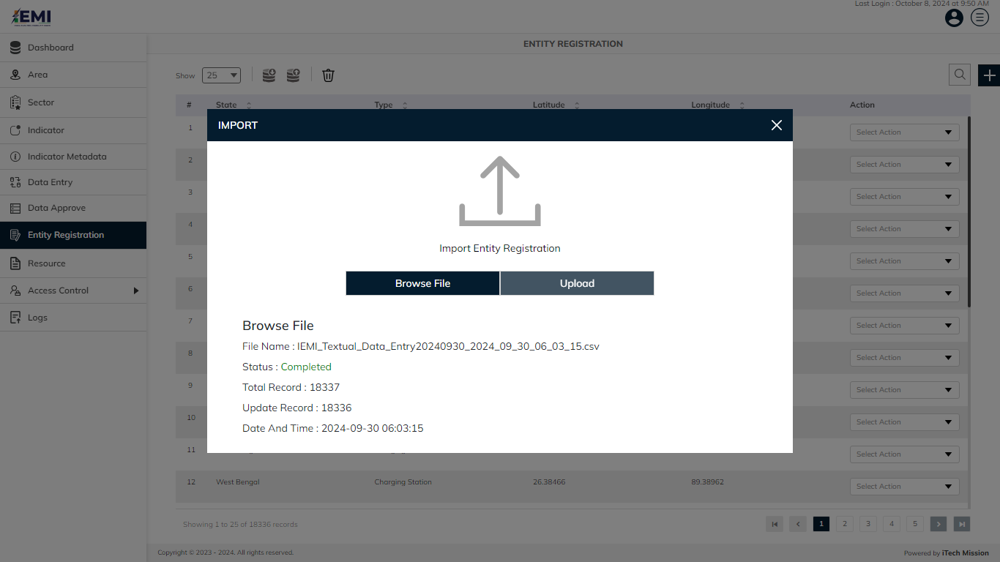 Last Login : October 8, 2024 at 9:50 AM
iEMI
Dashboard
Area
Sector
Indicator
Indicator Metadata
Data Entry
Data Approve
Entity Registration
Resource
Access Control
Logs
ENTITY REGISTRATION
Show 25
# State Type Latitude Longitude Action
1 Select Action
2 Select Action
3 Select Action
4 Select Action
5 Select Action
6 Select Action
7 Select Action
8 Select Action
9 Select Action
10 Select Action
11 Select Action
12 West Bengal Charging Station 26.38466 89.38962 Select Action
IMPORT
Import Entity Registration
Browse File Upload
Browse File
File Name : IEMI_Textual_Data_Entry20240930_2024_09_30_06_03_15.csv
Status : Completed
Total Record : 18337
Update Record : 18336
Date And Time : 2024-09-30 06:03:15
Showing 1 to 25 of 18336 records
1 2 3 4 5
Copyright © 2023 - 2024. All rights reserved.
Powered by iTech Mission